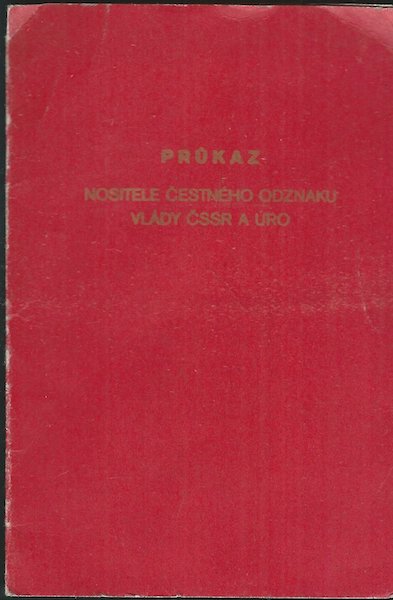 PRŮKAZ
NOSITELE ČESTNÉHO ODZNAKU
VLÁDY ČSSR A ÚRO